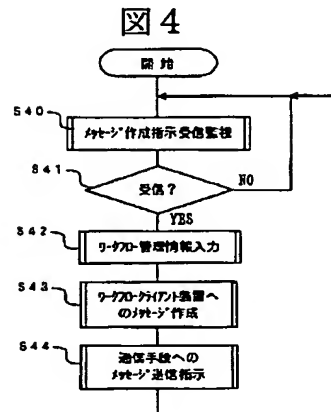 図4
開始
S40
メッセージ作成指示受信監視
S41
受信？
NO
YES
S42
ワークフロー管理情報入力
S43
ワークフロークライアント装置へ
のメッセージ作成
S44
通信手段への
メッセージ送信指示